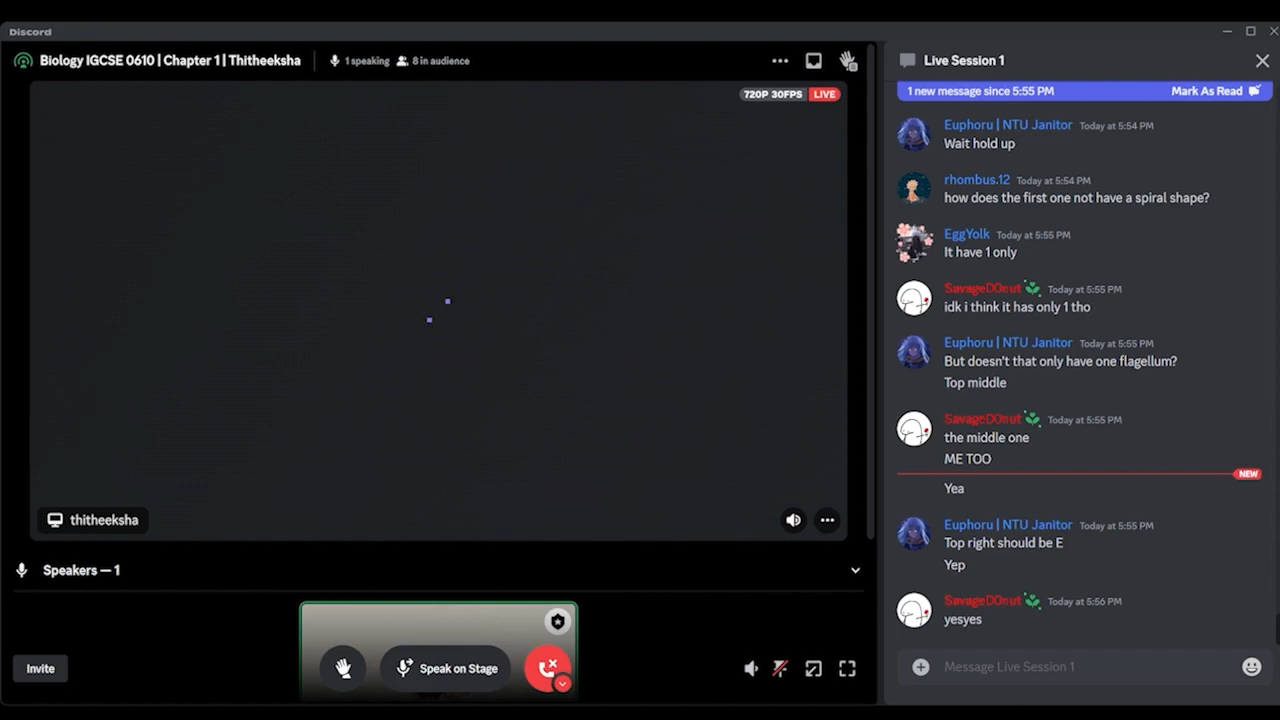 Discord
Biology IGCSE 0610 | Chapter 1 | Thitheeksha
1 speaking
8 in audience
720P 30FPS
LIVE
thitheeksha
Speakers — 1
Invite
Speak on Stage
Live Session 1
1 new message since 5:55 PM
Mark As Read
Euphoru | NTU Janitor Today at 5:54 PM
Wait hold up
rhombus.12 Today at 5:54 PM
how does the first one not have a spiral shape?
EggYolk Today at 5:55 PM
It have 1 only
SavageD0nut Today at 5:55 PM
idk i think it has only 1 tho
Euphoru | NTU Janitor Today at 5:55 PM
But doesn't that only have one flagellum?
Top middle
SavageD0nut Today at 5:55 PM
the middle one
ME TOO
NEW
Yea
Euphoru | NTU Janitor Today at 5:55 PM
Top right should be E
Yep
SavageD0nut Today at 5:56 PM
yesyes
Message Live Session 1